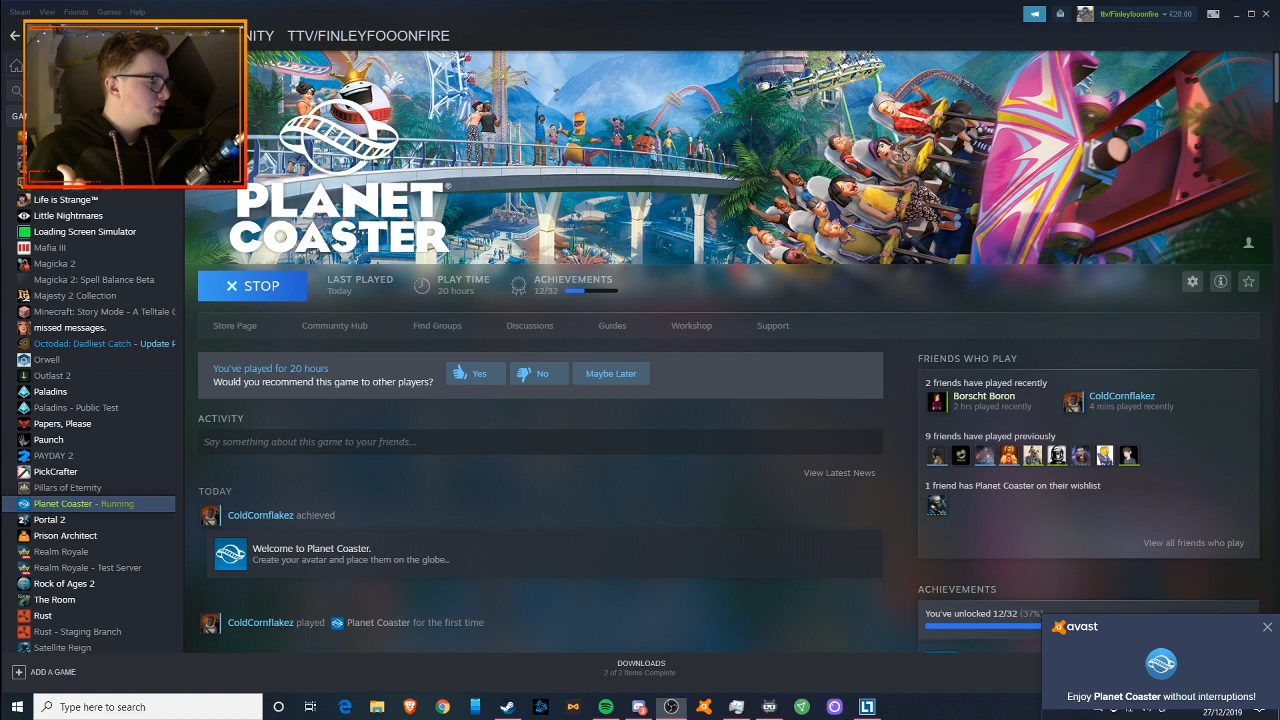 Steam View Friends Games Help
ttv/Finleyfooonfire £20.00
TTV/FINLEYFOOONFIRE
PLANET
COASTER
STOP
LAST PLAYED
Today
PLAY TIME
20 hours
ACHIEVEMENTS
12/32
Store Page Community Hub Find Groups Discussions Guides Workshop Support
You've played for 20 hours
Would you recommend this game to other players?
Yes No Maybe Later
ACTIVITY
Say something about this game to your friends...
View Latest News
TODAY
ColdCornflakez achieved
Welcome to Planet Coaster.
Create your avatar and place them on the globe..
ColdCornflakez played Planet Coaster for the first time
FRIENDS WHO PLAY
2 friends have played recently
Borscht Boron
2 hrs played recently
ColdCornflakez
4 mins played recently
9 friends have played previously
1 friend has Planet Coaster on their wishlist
View all friends who play
ACHIEVEMENTS
You've unlocked 12/32 (37%)
Life is Strange™
Little Nightmares
Loading Screen Simulator
Mafia III
Magicka 2
Magicka 2: Spell Balance Beta
Majesty 2 Collection
Minecraft: Story Mode - A Telltale
missed messages.
Octodad: Dadliest Catch - Update
Orwell
Outlast 2
Paladins
Paladins - Public Test
Papers, Please
Paunch
PAYDAY 2
PickCrafter
Pillars of Eternity
Planet Coaster - Running
Portal 2
Prison Architect
Realm Royale
Realm Royale - Test Server
Rock of Ages 2
The Room
Rust
Rust - Staging Branch
Satellite Reign
ADD A GAME
DOWNLOADS
2 of 2 Items Complete
avast
Enjoy Planet Coaster without interruptions!
Type here to search
27/12/2019